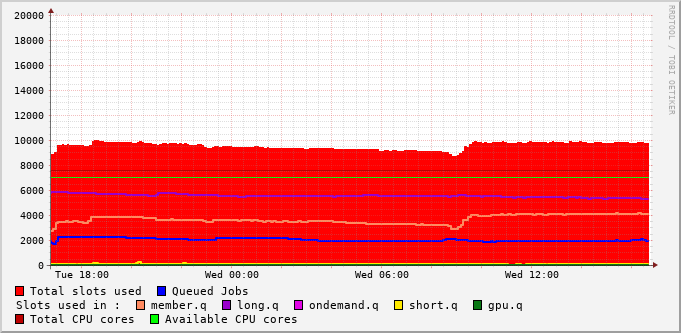 RRDTOOL / TOBI OETIKER
20000
18000
16000
14000
12000
10000
8000
6000
4000
2000
0
Tue 18:00 Wed 00:00 Wed 06:00 Wed 12:00
Total slots used Queued Jobs
Slots used in : member.q long.q ondemand.q short.q gpu.q
Total CPU cores Available CPU cores